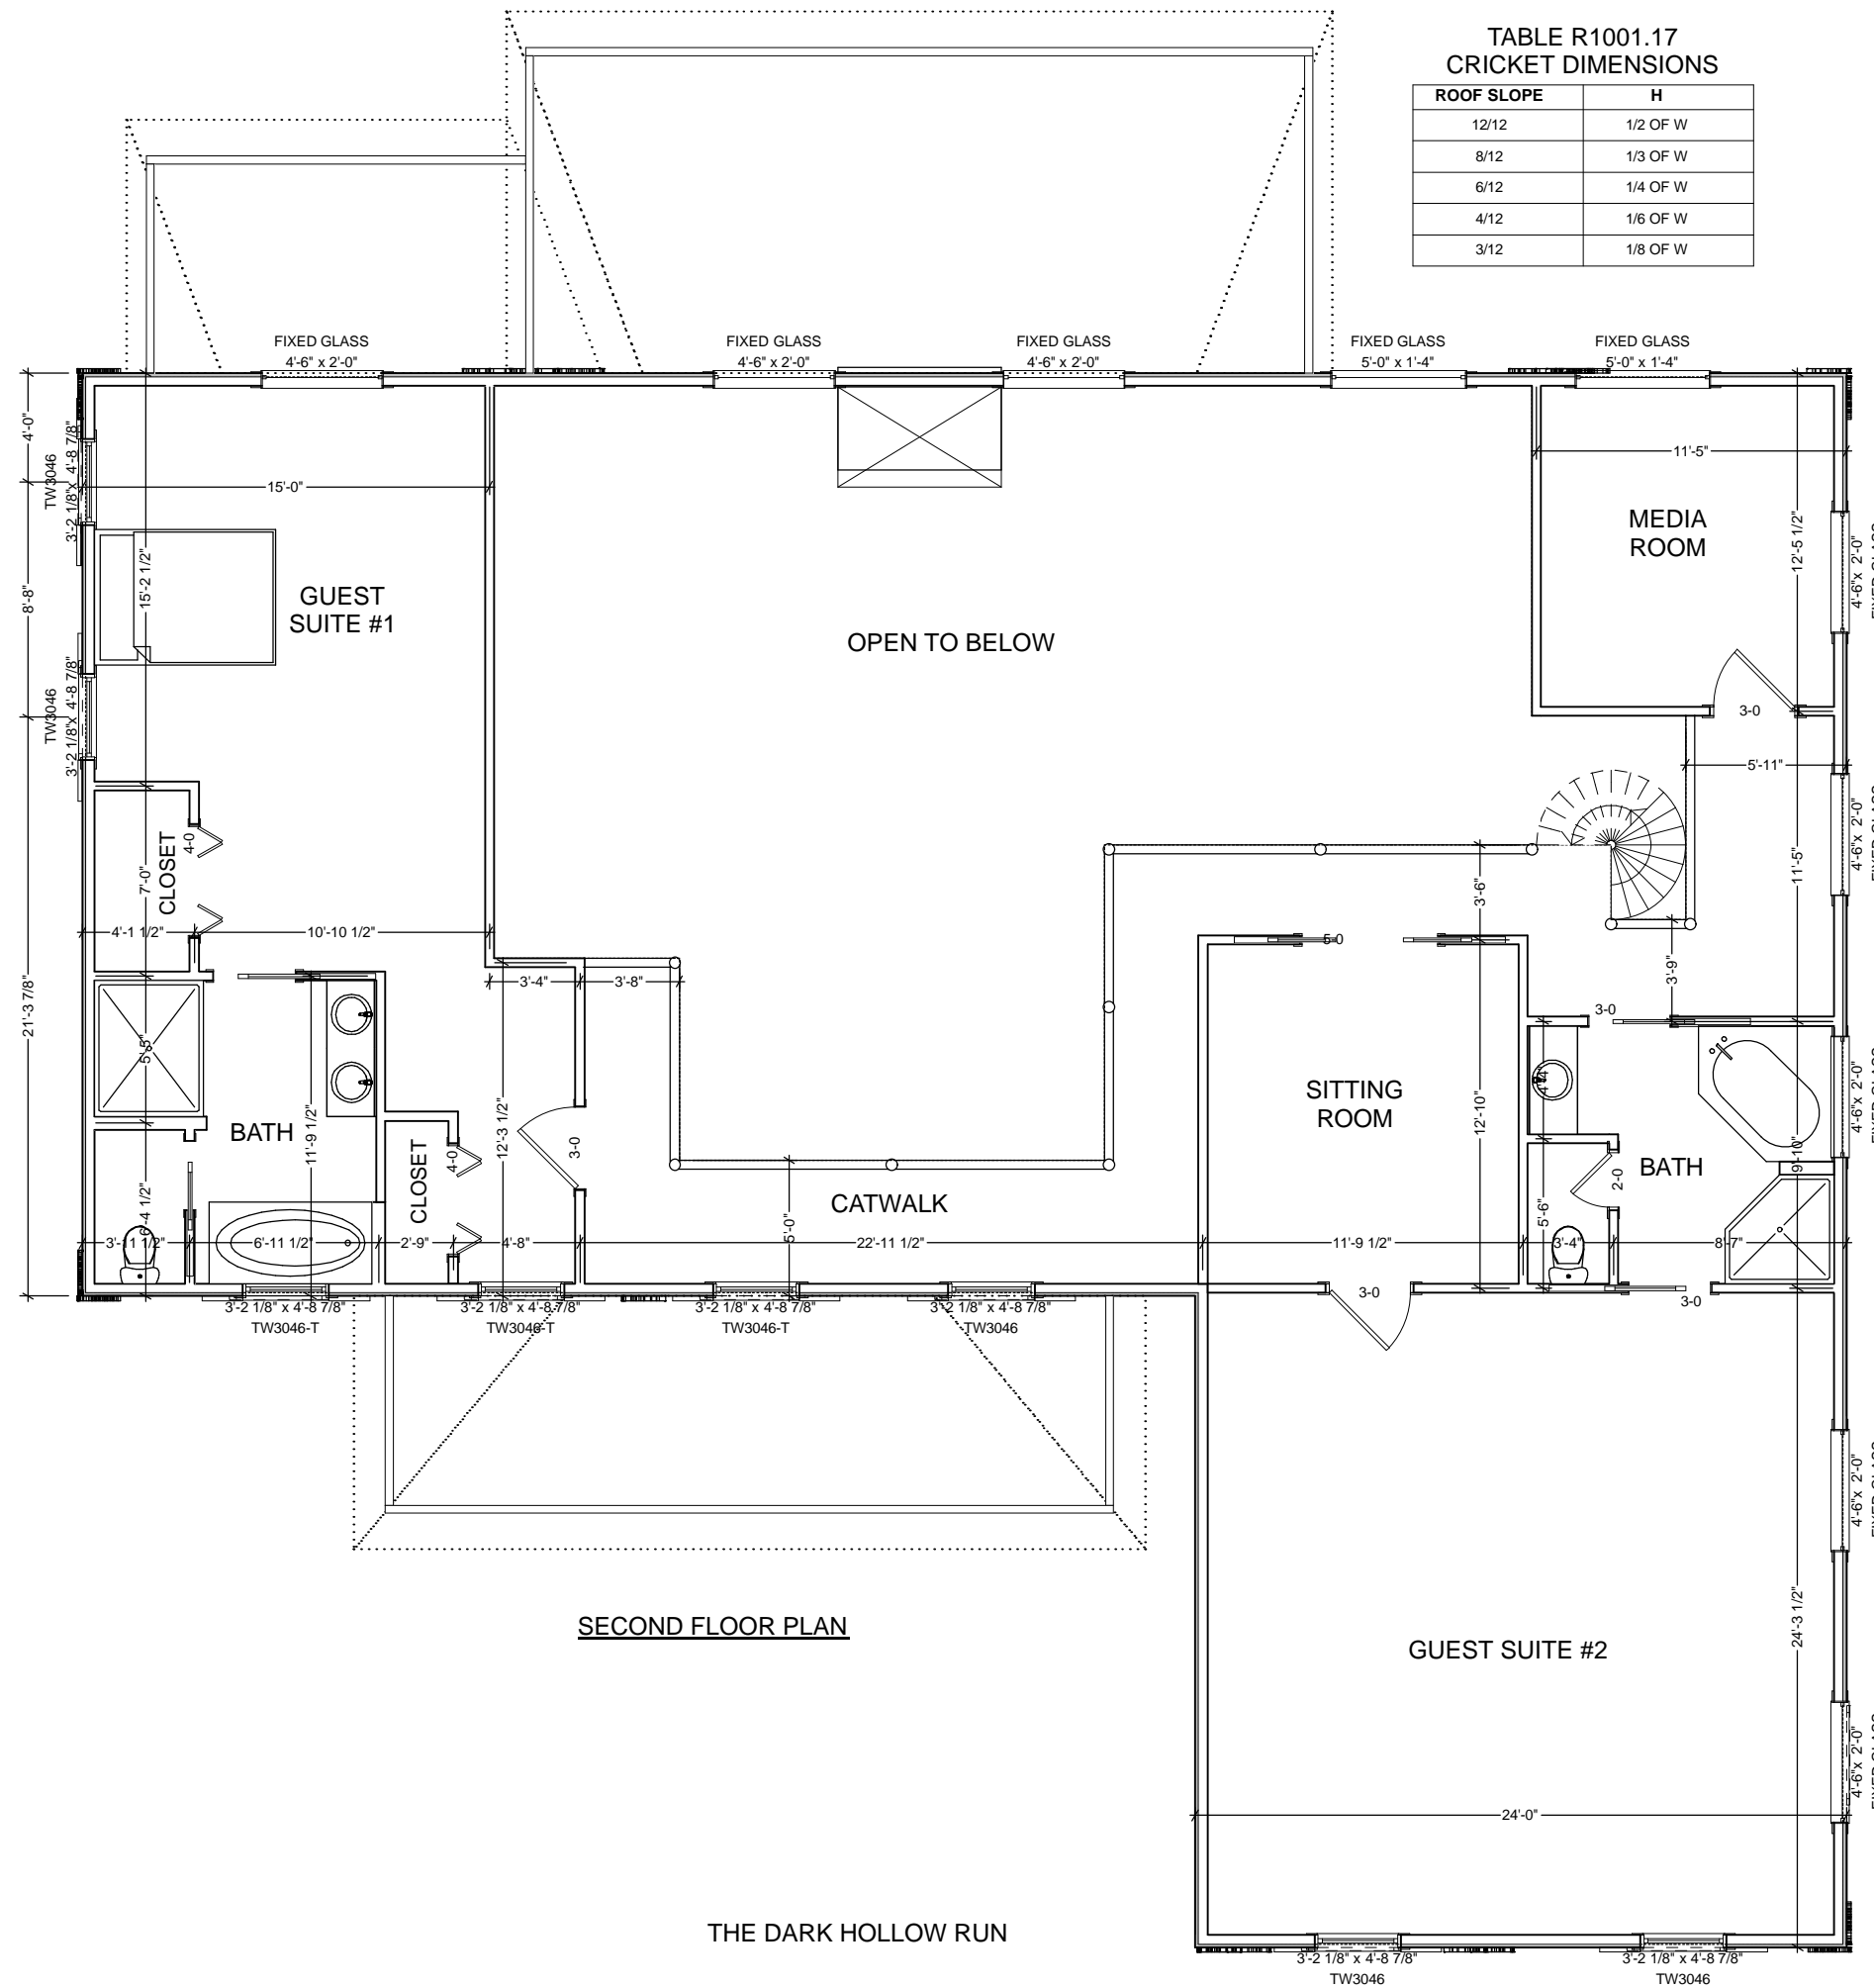 TABLE R1001.17
CRICKET DIMENSIONS
ROOF SLOPE H
12/12 1/2 OF W
8/12 1/3 OF W
6/12 1/4 OF W
4/12 1/6 OF W
3/12 1/8 OF W
FIXED GLASS
4'-6" x 2'-0"
FIXED GLASS
4'-6" x 2'-0"
FIXED GLASS
4'-6" x 2'-0"
FIXED GLASS
5'-0" x 1'-4"
FIXED GLASS
5'-0" x 1'-4"
4'-0"
8'-8"
21'-3 7/8"
TW3046
3'-2 1/8"x 4'-8 7/8"
TW3046
3'-2 1/8"x 4'-8 7/8"
15'-0"
15'-2 1/2"
GUEST
SUITE #1
OPEN TO BELOW
11'-5"
MEDIA
ROOM
12'-5 1/2"
4'-6"x 2'-0"
FIXED GLASS
3-0
5'-11"
4'-6"x 2'-0"
FIXED GLASS
11'-5"
CLOSET
4-0
7'-0"
4'-1 1/2"
10'-10 1/2"
3'-4"
3'-8"
3'-6"
5-0
3'-9"
3-0
5'-5"
BATH
11'-9 1/2"
6'-4 1/2"
CLOSET
4-0
12'-3 1/2"
3-0
SITTING
ROOM
12'-10"
4'-4"
BATH
9'-10"
4'-6"x 2'-0"
FIXED GLASS
2-0
5'-6"
CATWALK
5'-0"
3'-11 1/2"
6'-11 1/2"
2'-9"
4'-8"
22'-11 1/2"
11'-9 1/2"
3'-4"
8'-7"
3-0
3-0
3'-2 1/8" x 4'-8 7/8"
TW3046-T
3'-2 1/8" x 4'-8 7/8"
TW3046-T
3'-2 1/8" x 4'-8 7/8"
TW3046-T
3'-2 1/8" x 4'-8 7/8"
TW3046
4'-6"x 2'-0"
FIXED GLASS
SECOND FLOOR PLAN
GUEST SUITE #2
24'-3 1/2"
4'-6"x 2'-0"
FIXED GLASS
24'-0"
THE DARK HOLLOW RUN
3'-2 1/8" x 4'-8 7/8"
TW3046
3'-2 1/8" x 4'-8 7/8"
TW3046